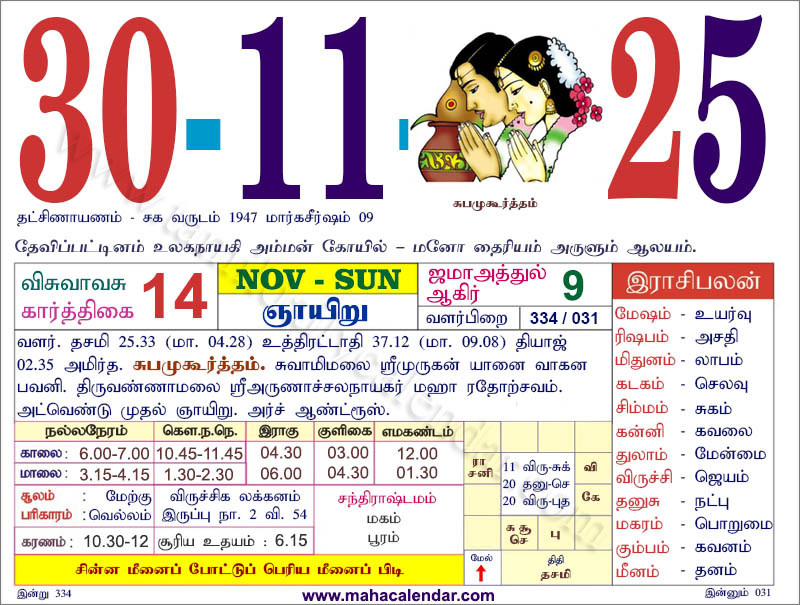 30-11-25
சுபமுகூர்த்தம்
தட்சிணாயணம் - சக வருடம் 1947 மார்கசீர்ஷம் 09
தேவிப்பட்டினம் உலகநாயதி அம்மன் கோயில் – மனோ தைரியம் அருளும் ஆலயம்.
விசுவாவசு
கார்த்திகை 14
NOV - SUN
ஞாயிறு
ஜமாஅத்துல்
ஆகிர் 9
வளர்பிறை 334 / 031
வளர். தசமி 25.33 (மா. 04.28) உத்திரட்டாதி 37.12 (மா. 09.08) தியாஜ்
02.35 அமிர்த. சுபமுகூர்த்தம். சுவாமிமலை ஸ்ரீமுருகன் யானை வாகன
பவனி. திருவண்ணாமலை ஸ்ரீஅருணாச்சலநாயகர் மஹா ரதோற்சவம்.
அட்வெண்டு முதல் ஞாயிறு. அர்ச் ஆண்ட்ரூஸ்.
நல்லநேரம் கௌ.ந.நெ. இராகு குளிகை எமகண்டம்
காலை: 6.00-7.00 10.45-11.45 04.30 03.00 12.00
மாலை: 3.15-4.15 1.30-2.30 06.00 04.30 01.30
சூலம் : மேற்கு
பரிகாரம் : வெல்லம்
விருச்சிக லக்கனம்
இருப்பு நா. 2 வி. 54
கரணம் : 10.30-12 சூரிய உதயம் : 6.15
சந்திராஷ்டமம்
மகம்
பூரம்
சின்ன மீனைப் போட்டுப் பெரிய மீனைப் பிடி
ரா
சனி
11 விரு-சுக்
20 தனு-செ
20 விரு-புத
வி
கே
சு சூ
செ
பு
மேல்
திதி
தசமி
இராசிபலன்
மேஷம் - உயர்வு
ரிஷபம் - அசதி
மிதுனம் - லாபம்
கடகம் - செலவு
சிம்மம் - சுகம்
கன்னி - கவலை
துலாம் - மேன்மை
விருச்சி - ஜெயம்
தனுசு - நட்பு
மகரம் - பொறுமை
கும்பம் - கவனம்
மீனம் - தனம்
இன்று 334
www.mahacalendar.com
இன்னும் 031